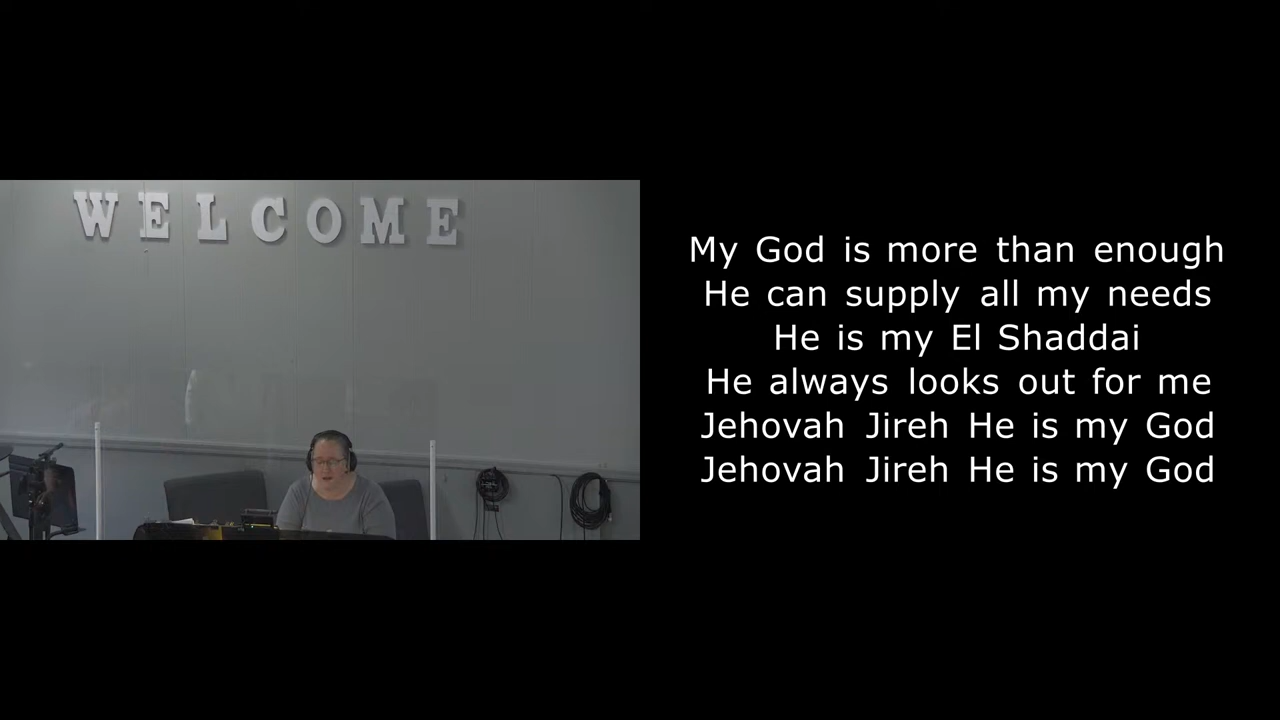 WELCOME
My God is more than enough
He can supply all my needs
He is my El Shaddai
He always looks out for me
Jehovah Jireh He is my God
Jehovah Jireh He is my God